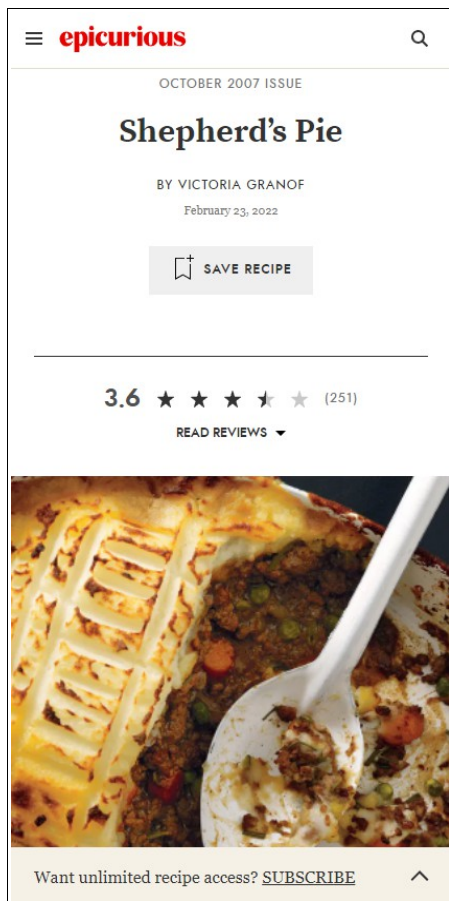 epicurious
OCTOBER 2007 ISSUE
Shepherd’s Pie
BY VICTORIA GRANOF
February 23, 2022
SAVE RECIPE
3.6 (251)
READ REVIEWS
Want unlimited recipe access? SUBSCRIBE